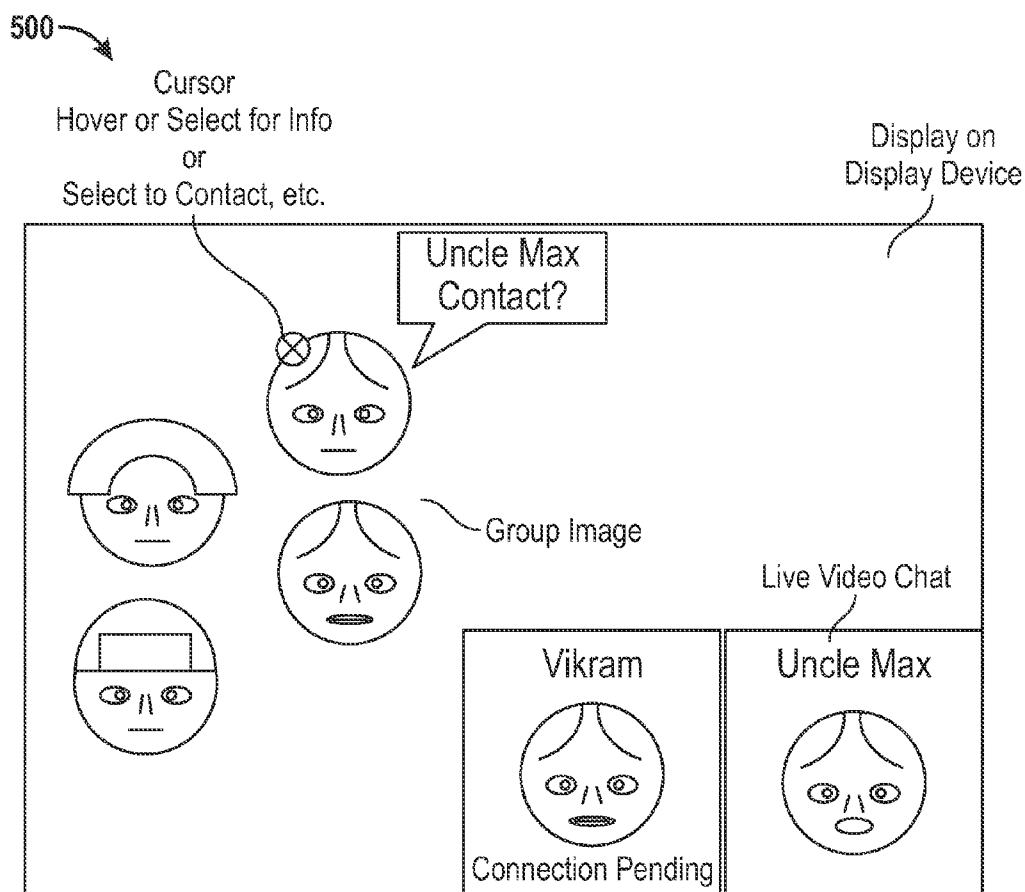 500
Cursor
Hover or Select for Info
or
Select to Contact, etc.
Display on
Display Device
Uncle Max
Contact?
Group Image
Live Video Chat
Vikram
Uncle Max
Connection Pending